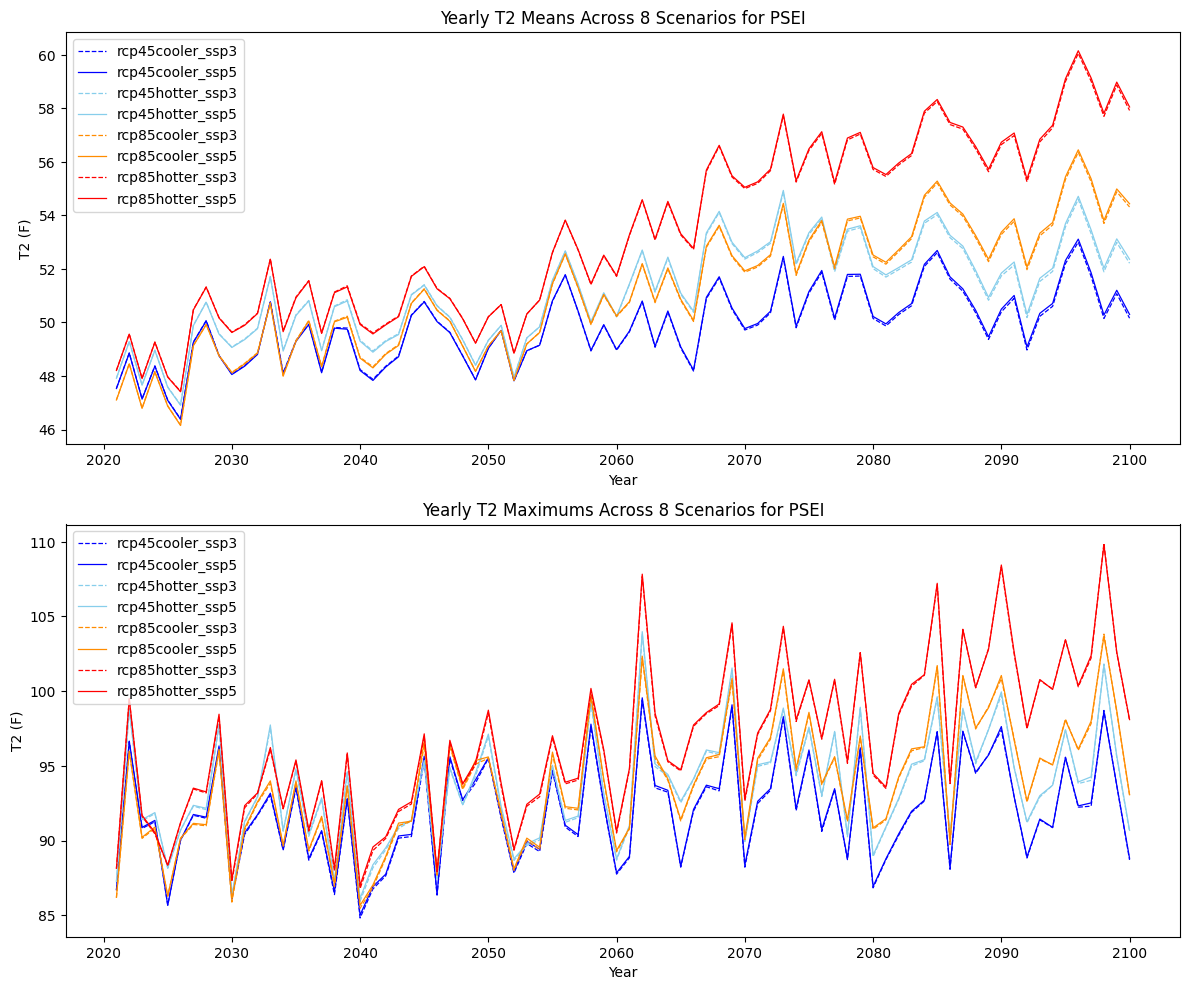 Yearly T2 Means Across 8 Scenarios for PSEI
60
58
56
54
52
50
48
46
T2 (F)
rcp45cooler_ssp3
rcp45cooler_ssp5
rcp45hotter_ssp3
rcp45hotter_ssp5
rcp85cooler_ssp3
rcp85cooler_ssp5
rcp85hotter_ssp3
rcp85hotter_ssp5
2020 2030 2040 2050 2060 2070 2080 2090 2100
Year
Yearly T2 Maximums Across 8 Scenarios for PSEI
110
105
100
95
90
85
T2 (F)
rcp45cooler_ssp3
rcp45cooler_ssp5
rcp45hotter_ssp3
rcp45hotter_ssp5
rcp85cooler_ssp3
rcp85cooler_ssp5
rcp85hotter_ssp3
rcp85hotter_ssp5
2020 2030 2040 2050 2060 2070 2080 2090 2100
Year